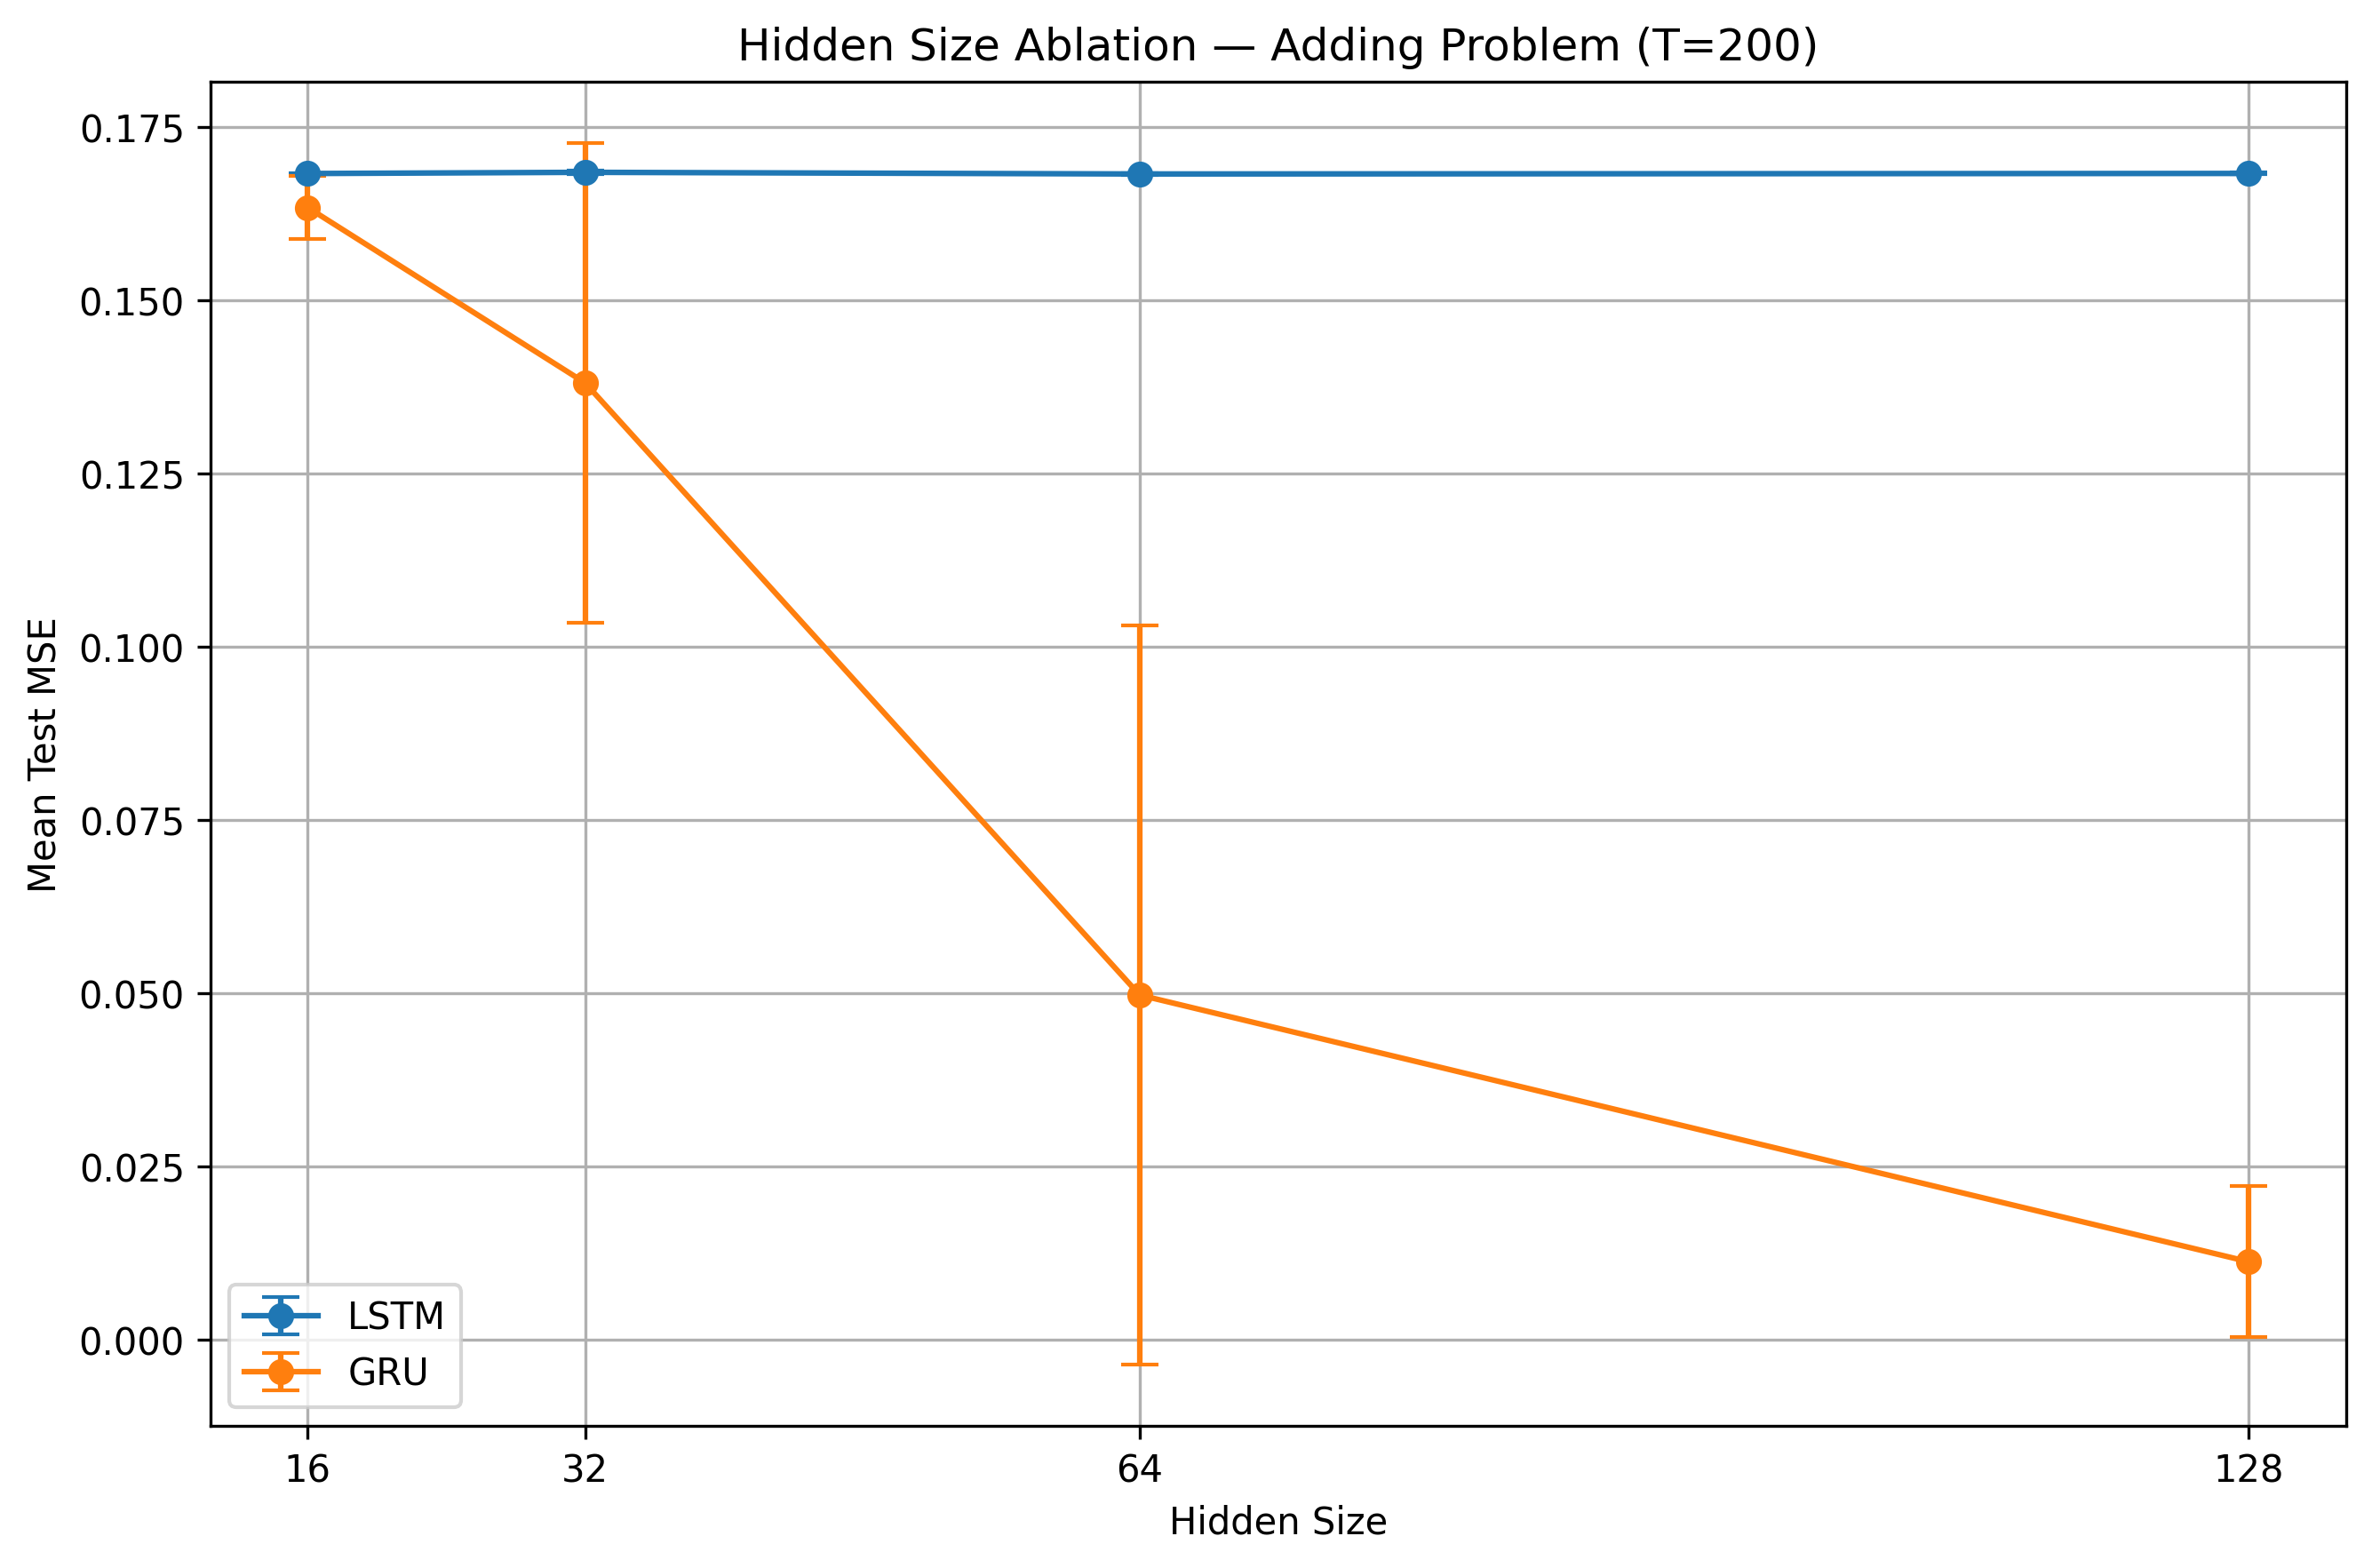 Hidden Size Ablation — Adding Problem (T=200)
Mean Test MSE
0.175
0.150
0.125
0.100
0.075
0.050
0.025
0.000
LSTM
GRU
16 32 64 128
Hidden Size